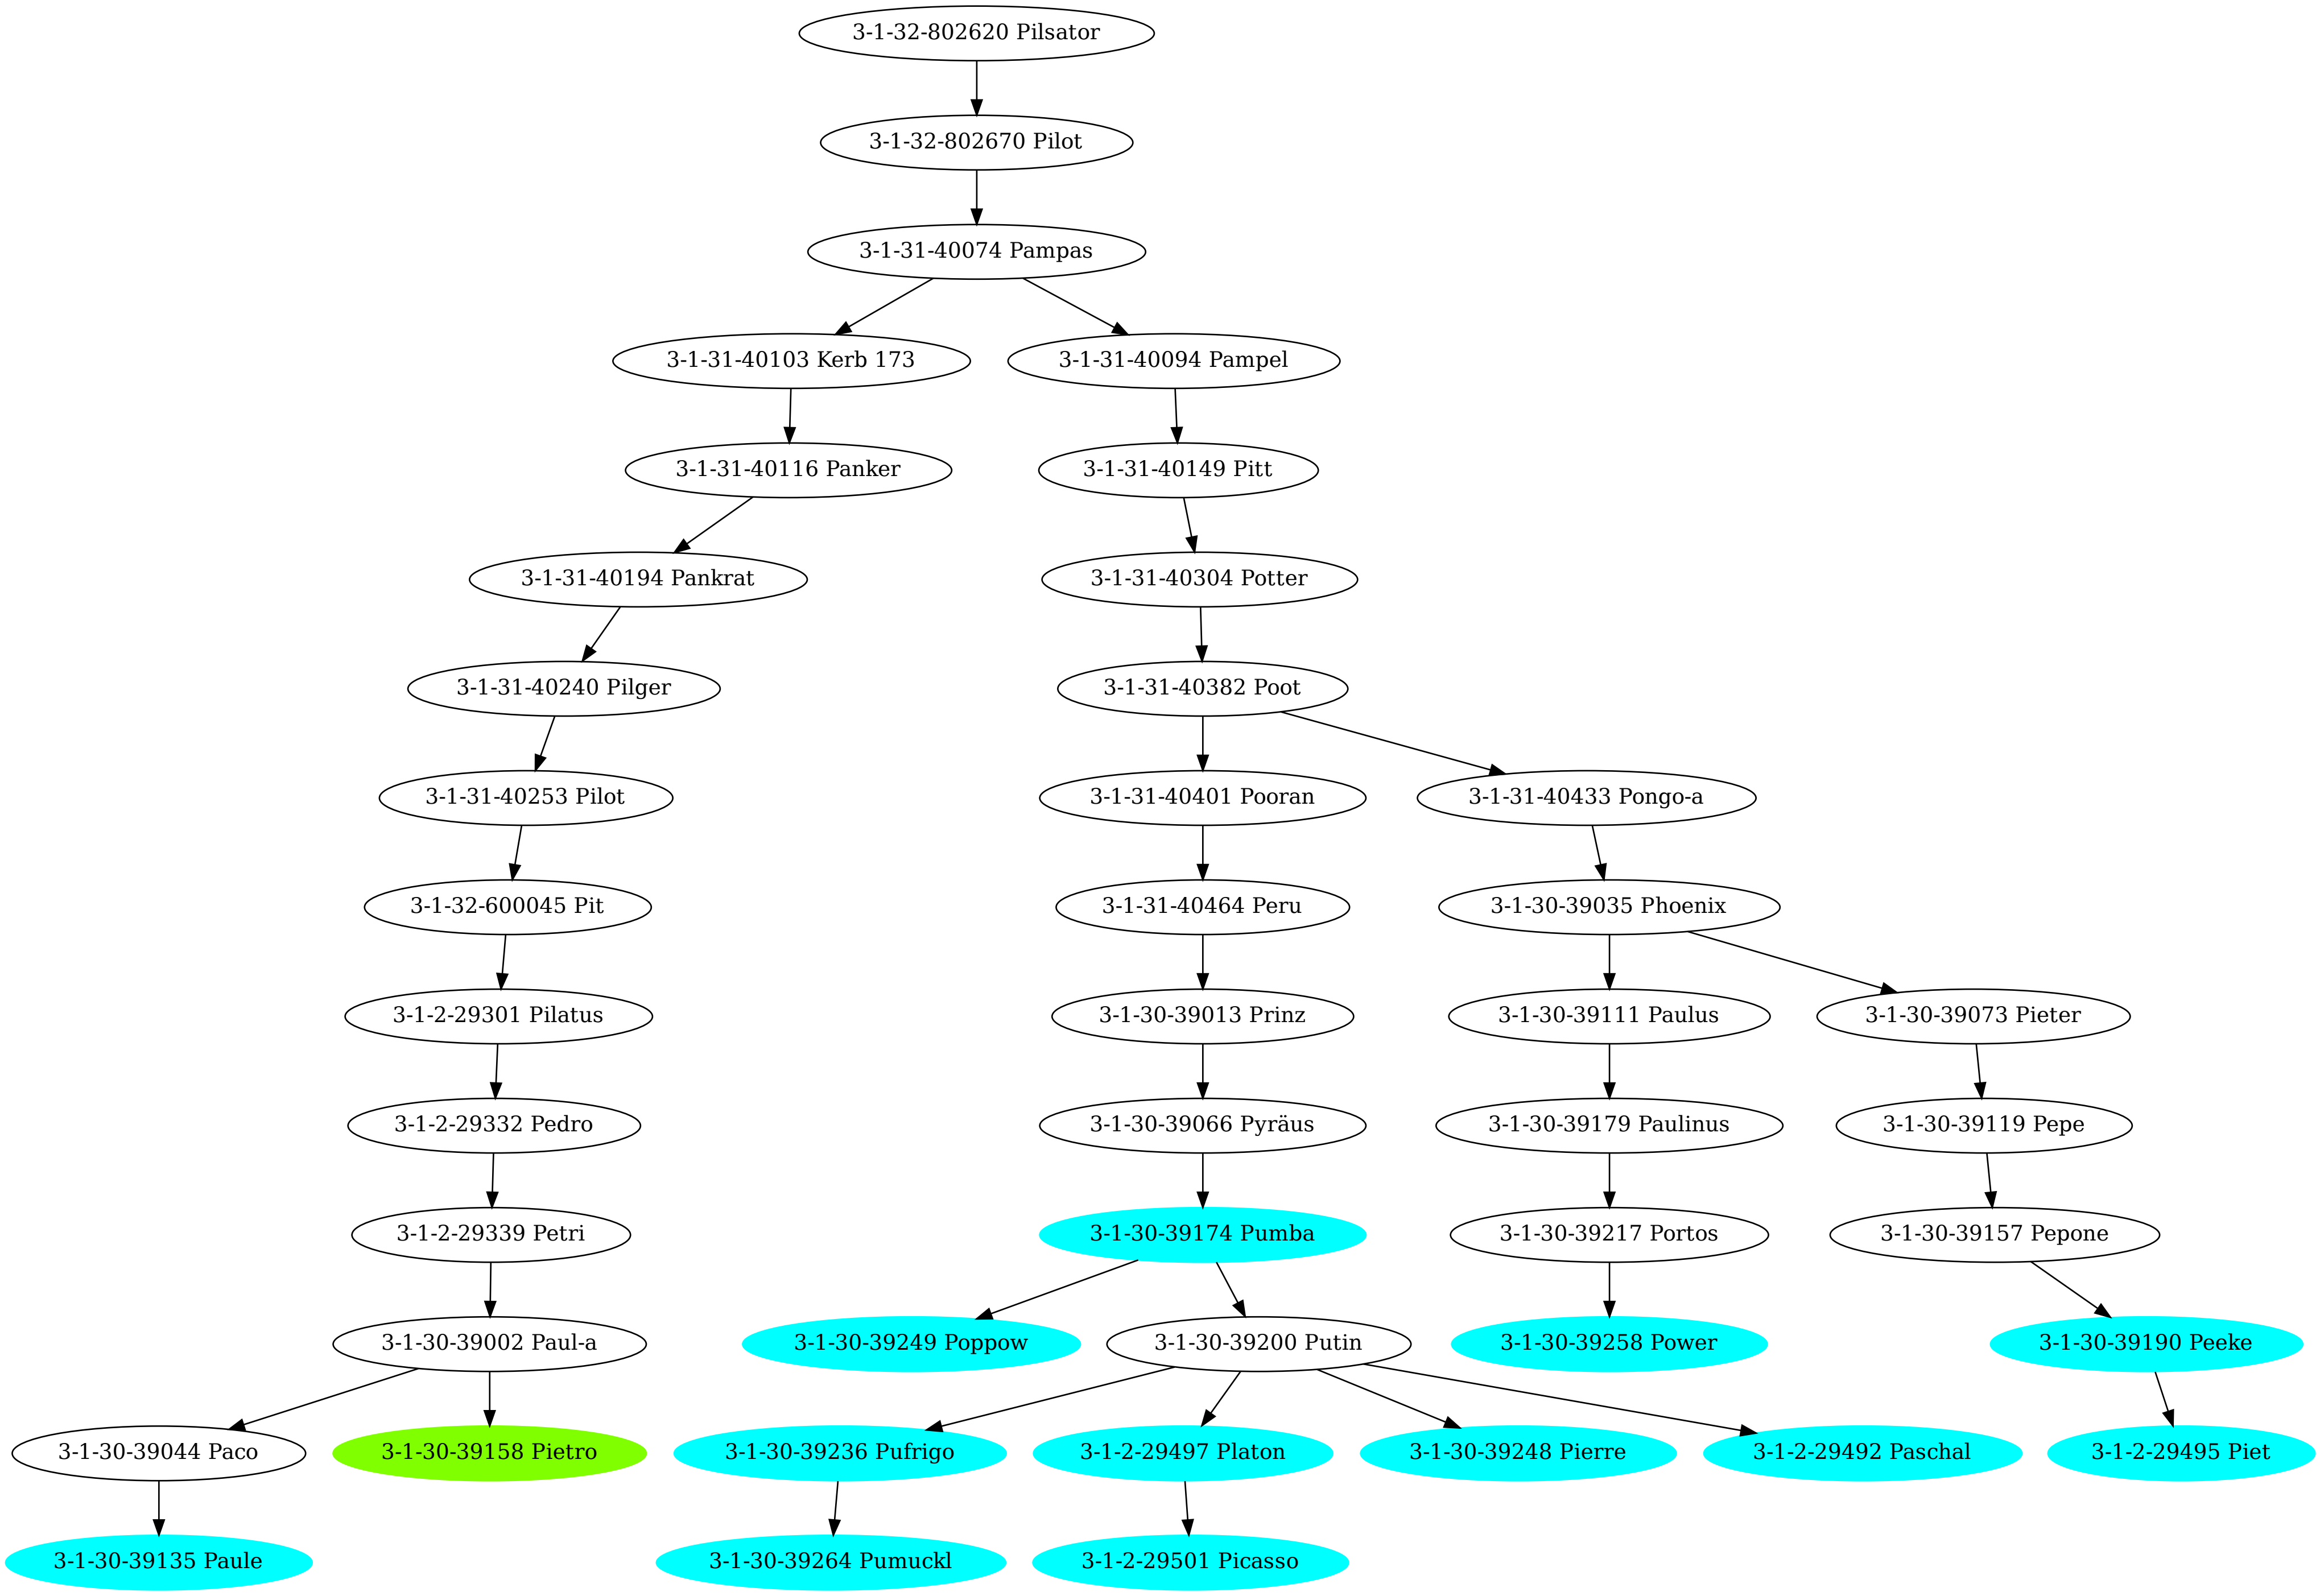 3-1-32-802620 Pilsator
3-1-32-802670 Pilot
3-1-31-40074 Pampas
3-1-31-40103 Kerb 173
3-1-31-40094 Pampel
3-1-31-40116 Panker
3-1-31-40149 Pitt
3-1-31-40194 Pankrat
3-1-31-40304 Potter
3-1-31-40240 Pilger
3-1-31-40382 Poot
3-1-31-40253 Pilot
3-1-31-40401 Pooran
3-1-31-40433 Pongo-a
3-1-32-600045 Pit
3-1-31-40464 Peru
3-1-30-39035 Phoenix
3-1-2-29301 Pilatus
3-1-30-39013 Prinz
3-1-30-39111 Paulus
3-1-30-39073 Pieter
3-1-2-29332 Pedro
3-1-30-39066 Pyräus
3-1-30-39179 Paulinus
3-1-30-39119 Pepe
3-1-2-29339 Petri
3-1-30-39174 Pumba
3-1-30-39217 Portos
3-1-30-39157 Pepone
3-1-30-39002 Paul-a
3-1-30-39249 Poppow
3-1-30-39200 Putin
3-1-30-39258 Power
3-1-30-39190 Peeke
3-1-30-39044 Paco
3-1-30-39158 Pietro
3-1-30-39236 Pufrigo
3-1-2-29497 Platon
3-1-30-39248 Pierre
3-1-2-29492 Paschal
3-1-2-29495 Piet
3-1-30-39135 Paule
3-1-30-39264 Pumuckl
3-1-2-29501 Picasso